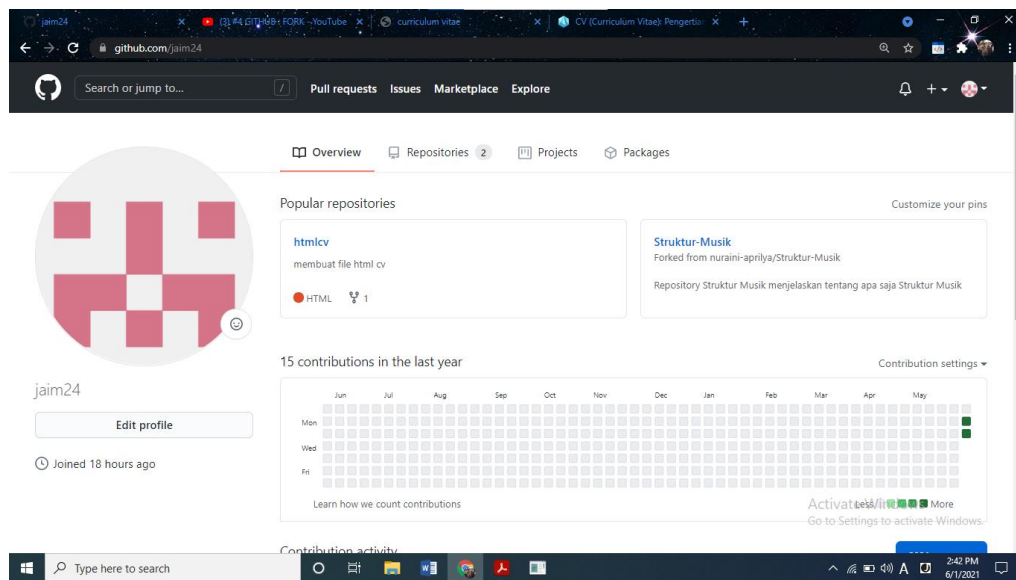 jaim24
(3) #4 GITHUB : FORK - YouTube
curriculum vitae
CV (Curriculum Vitae): Pengertian
github.com/jaim24
Search or jump to...
/
Pull requests Issues Marketplace Explore
Overview
Repositories 2
Projects
Packages
Popular repositories
Customize your pins
htmlcv
membuat file html cv
HTML 1
Struktur-Musik
Forked from nuraini-aprilya/Struktur-Musik
Repository Struktur Musik menjelaskan tentang apa saja Struktur Musik
15 contributions in the last year
Contribution settings
Jun Jul Aug Sep Oct Nov Dec Jan Feb Mar Apr May
Mon
Wed
Fri
Learn how we count contributions
Less More
jaim24
Edit profile
Joined 18 hours ago
Activate Windows
Go to Settings to activate Windows.
Contribution activity
Type here to search
A
2:42 PM
6/1/2021